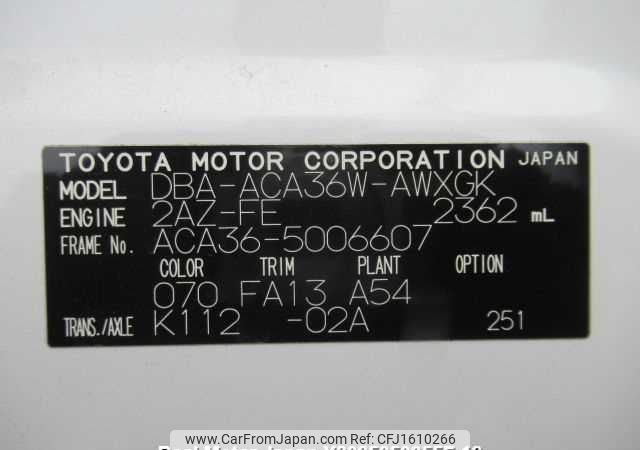 TOYOTA MOTOR CORPORATION JAPAN
MODEL DBA-ACA36W-AWXGK
ENGINE 2AZ-FE 2362 mL
FRAME No. ACA36-5006607
COLOR TRIM PLANT OPTION
070 FA13 A54
TRANS./AXLE K112 -02A 251
www.CarFromJapan.com Ref: CFJ1610266